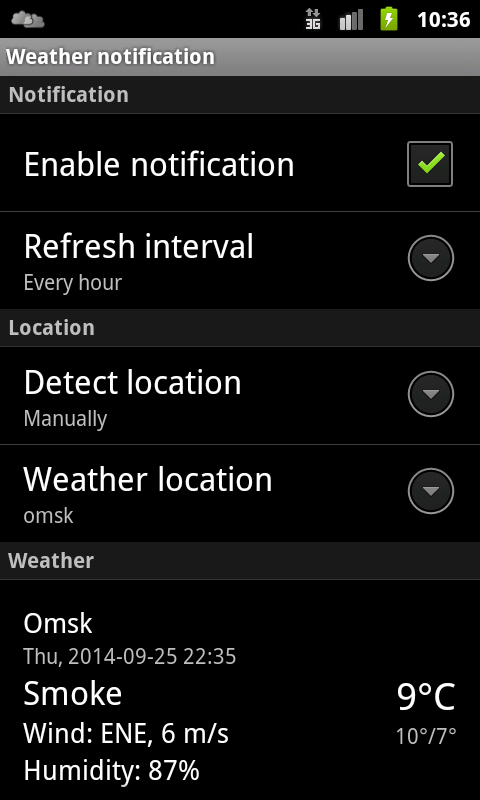 3G 10:36
Weather notification
Notification
Enable notification
Refresh interval
Every hour
Location
Detect location
Manually
Weather location
omsk
Weather
Omsk
Thu, 2014-09-25 22:35
Smoke 9°C
Wind: ENE, 6 m/s 10°/7°
Humidity: 87%